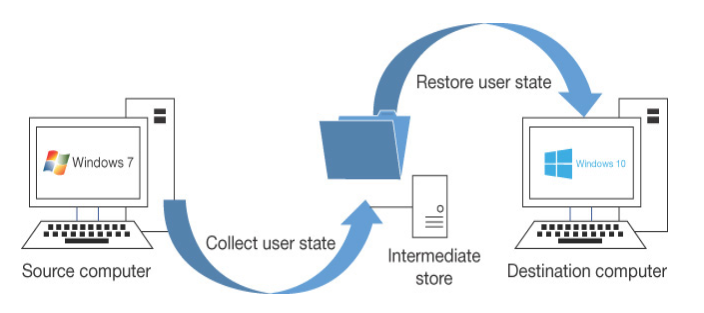 Restore user state
Windows 7
Windows 10
Collect user state
Intermediate
store
Source computer
Destination computer